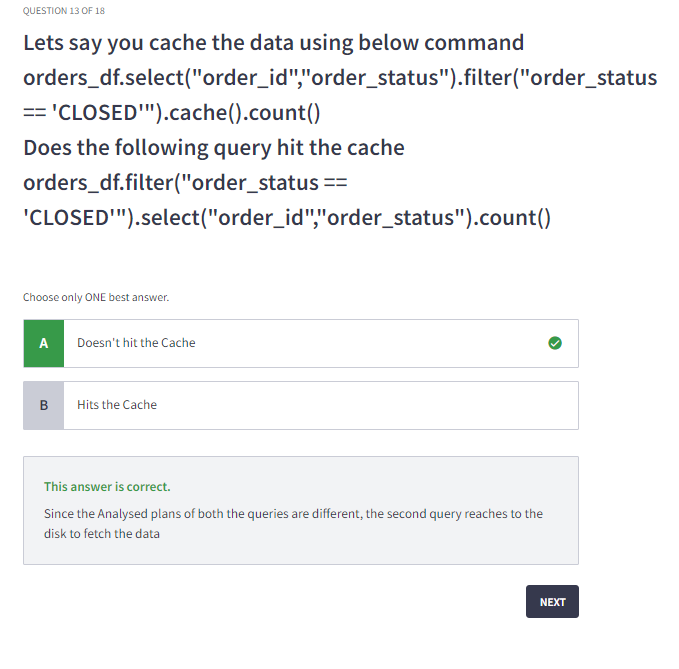 QUESTION 13 OF 18
Lets say you cache the data using below command
orders_df.select("order_id","order_status").filter("order_status
== 'CLOSED'").cache().count()
Does the following query hit the cache
orders_df.filter("order_status ==
'CLOSED'").select("order_id","order_status").count()
Choose only ONE best answer.
A Doesn't hit the Cache
B Hits the Cache
This answer is correct.
Since the Analysed plans of both the queries are different, the second query reaches to the
disk to fetch the data
NEXT